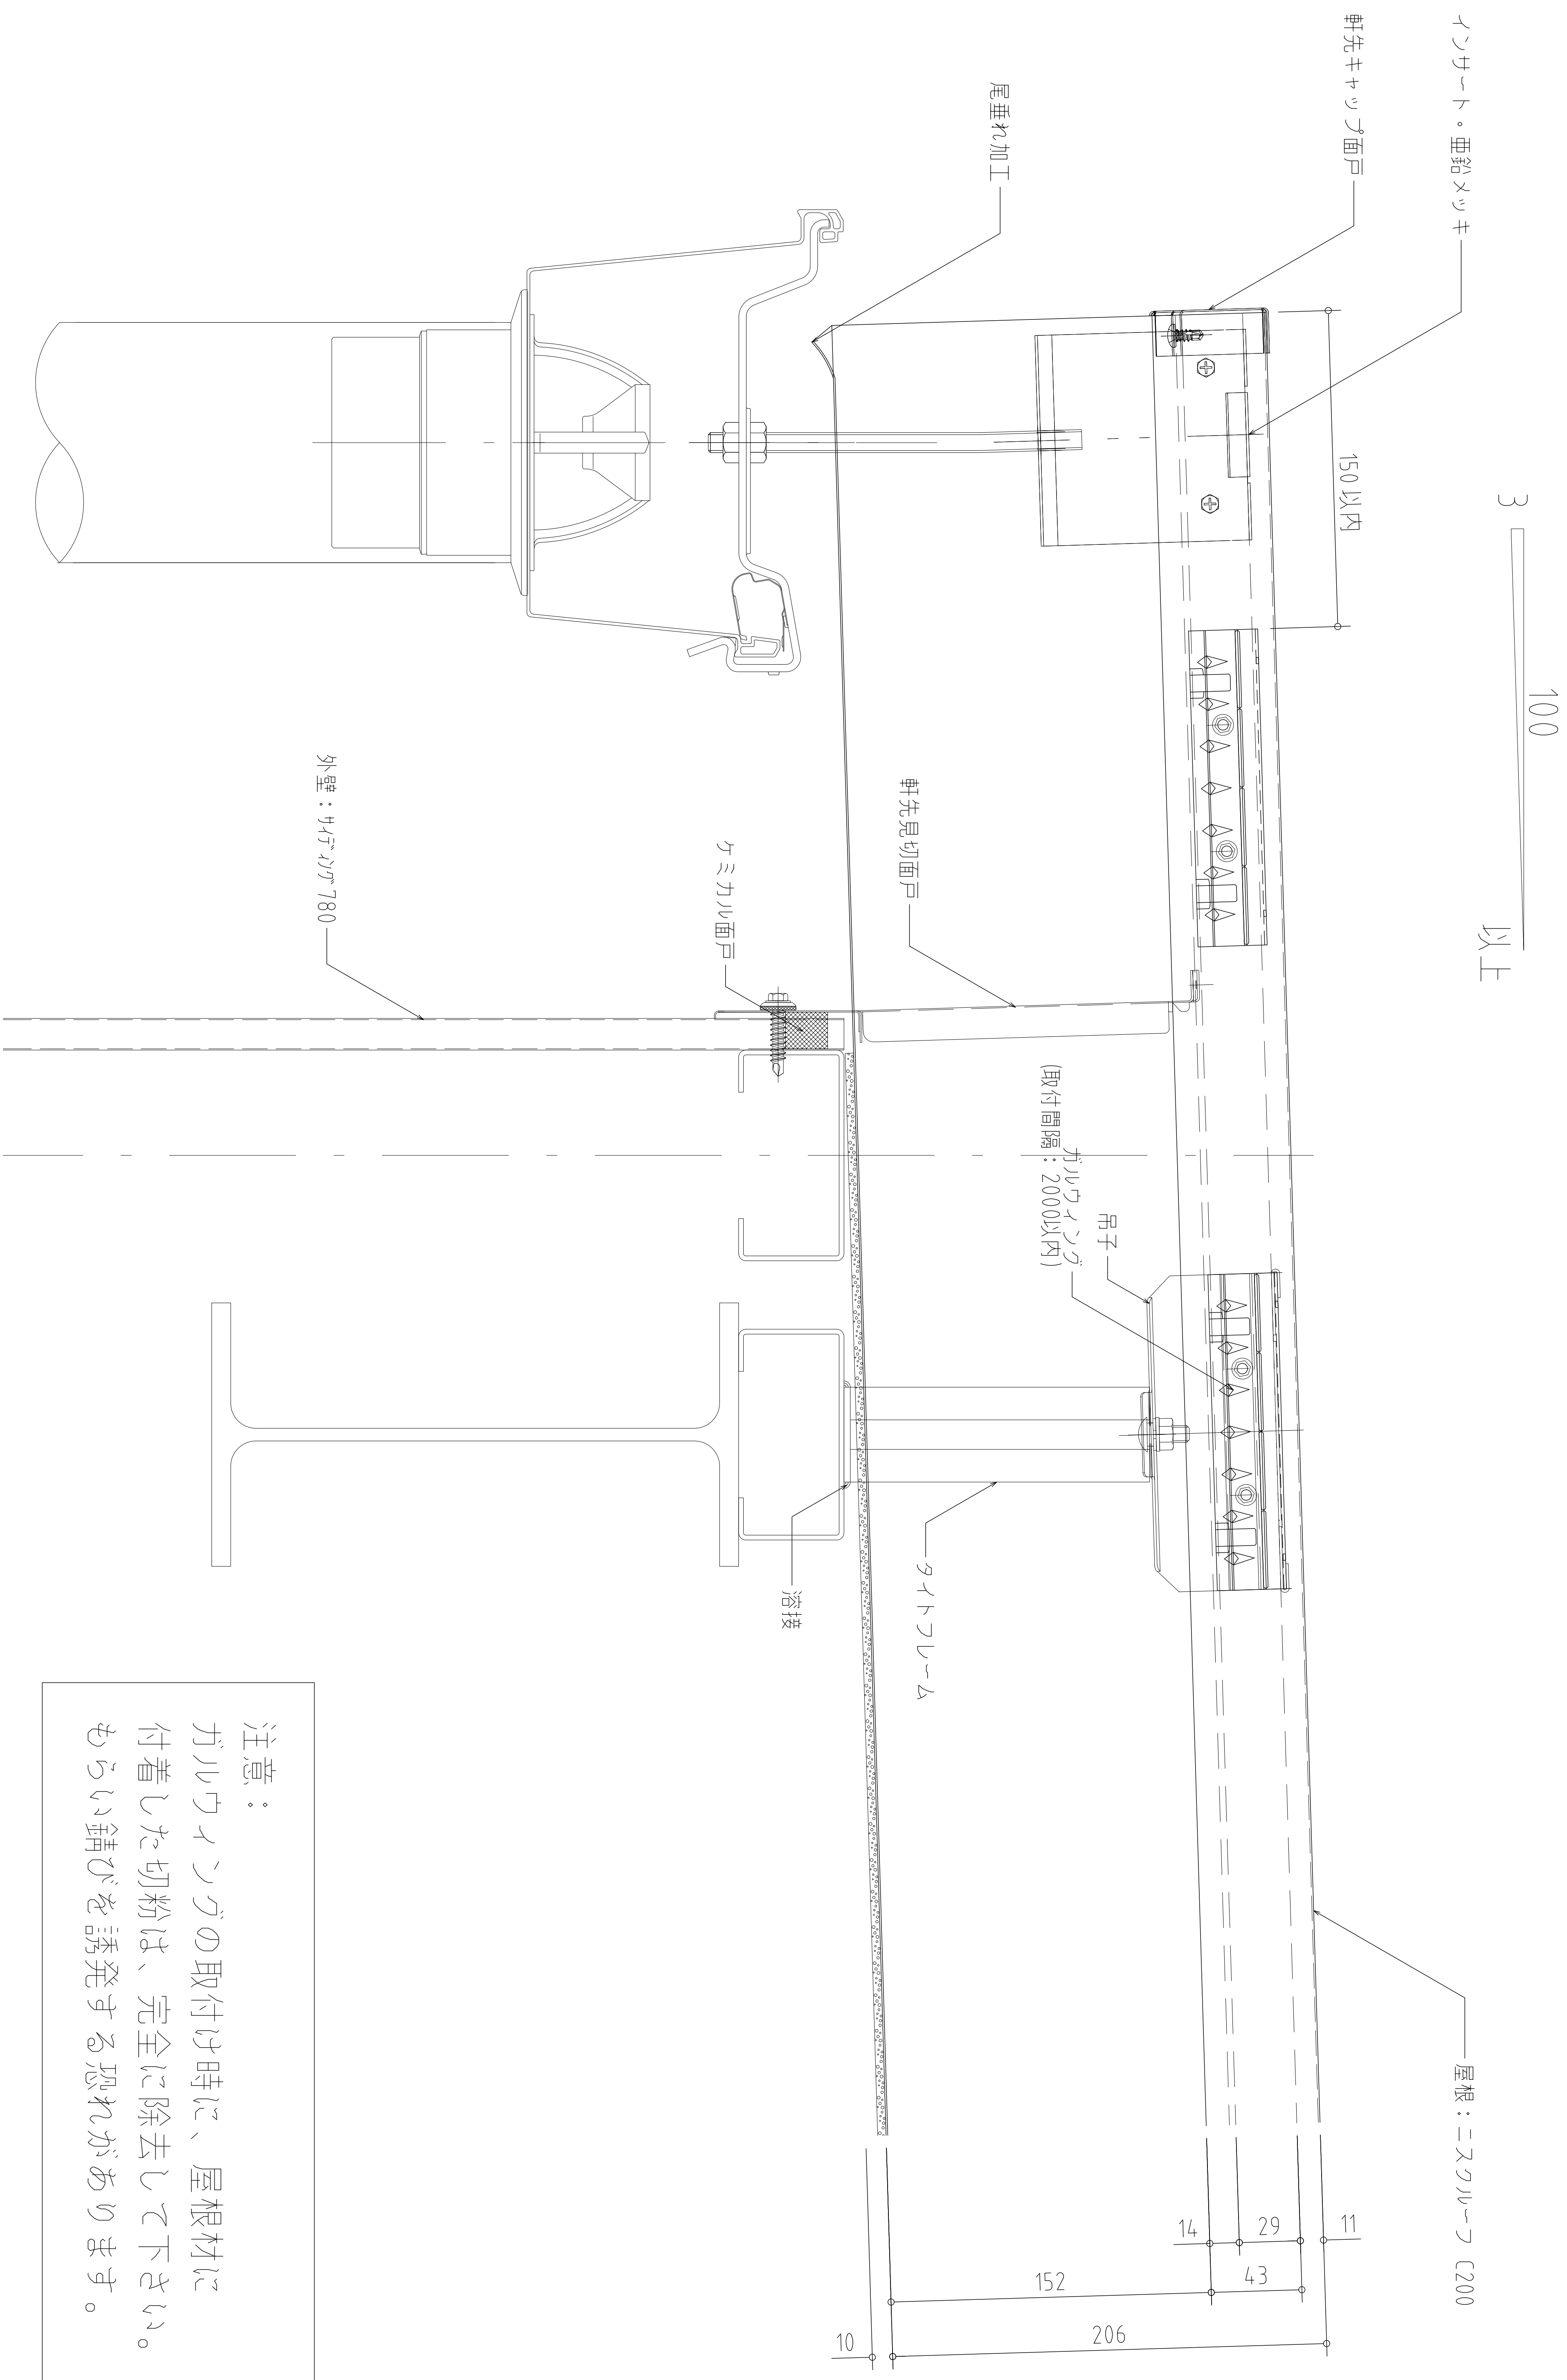 インサート・亜鉛メッキ
軒先キャップ面戸
尾垂れ加工
150以内
3
100
以上
軒先見切面戸
ケミカル面戸
外壁：サイディング780
吊子
ガルウィング
(取付間隔：2000以内)
タイトフレーム
溶接
屋根：ニスクルーフ C200
11
29
14
43
152
206
10
注意：
ガルウィングの取付け時に、屋根材に
付着した切粉は、完全に除去して下さい。
もらい錆びを誘発する恐れがあります。